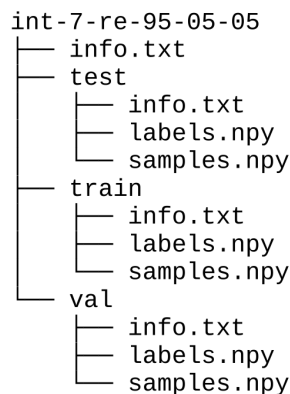 int-7-re-95-05-05
├── info.txt
├── test
│   ├── info.txt
│   ├── labels.npy
│   └── samples.npy
├── train
│   ├── info.txt
│   ├── labels.npy
│   └── samples.npy
└── val
    ├── info.txt
    ├── labels.npy
    └── samples.npy